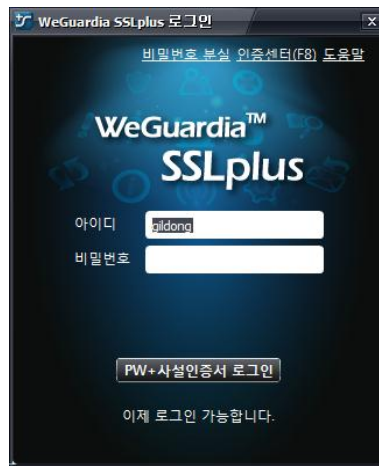 WeGuardia SSLplus 로그인
비밀번호 분실 인증센터(F8) 도움말
WeGuardia™
SSLplus
아이디 gildong
비밀번호
PW+사설인증서 로그인
이제 로그인 가능합니다.